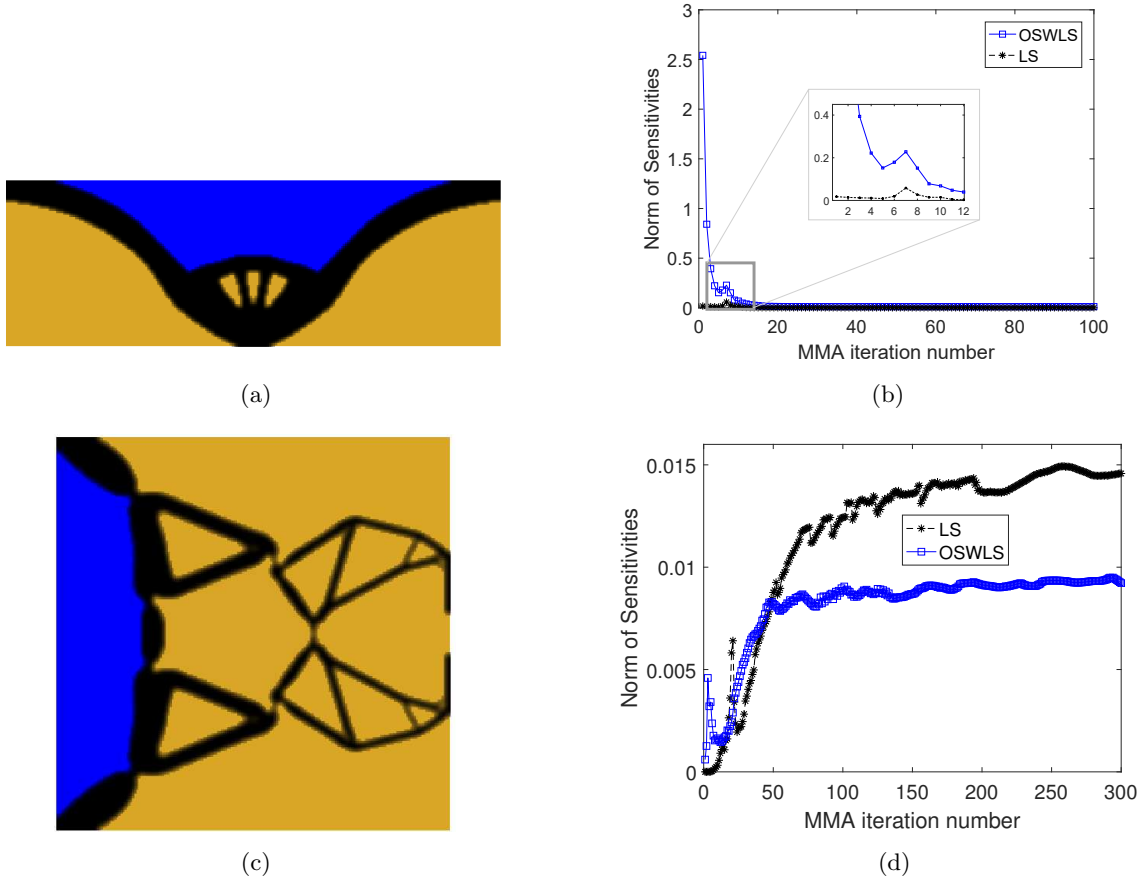 3
2.5
2
1.5
1
0.5
0
0 20 40 60 80 100
Norm of Sensitivities
MMA iteration number
OSWLS
LS
0.4
0.2
0
2 4 6 8 10 12
(a)
(b)
0.015
0.01
0.005
0
0 50 100 150 200 250 300
Norm of Sensitivities
MMA iteration number
LS
OSWLS
(c)
(d)